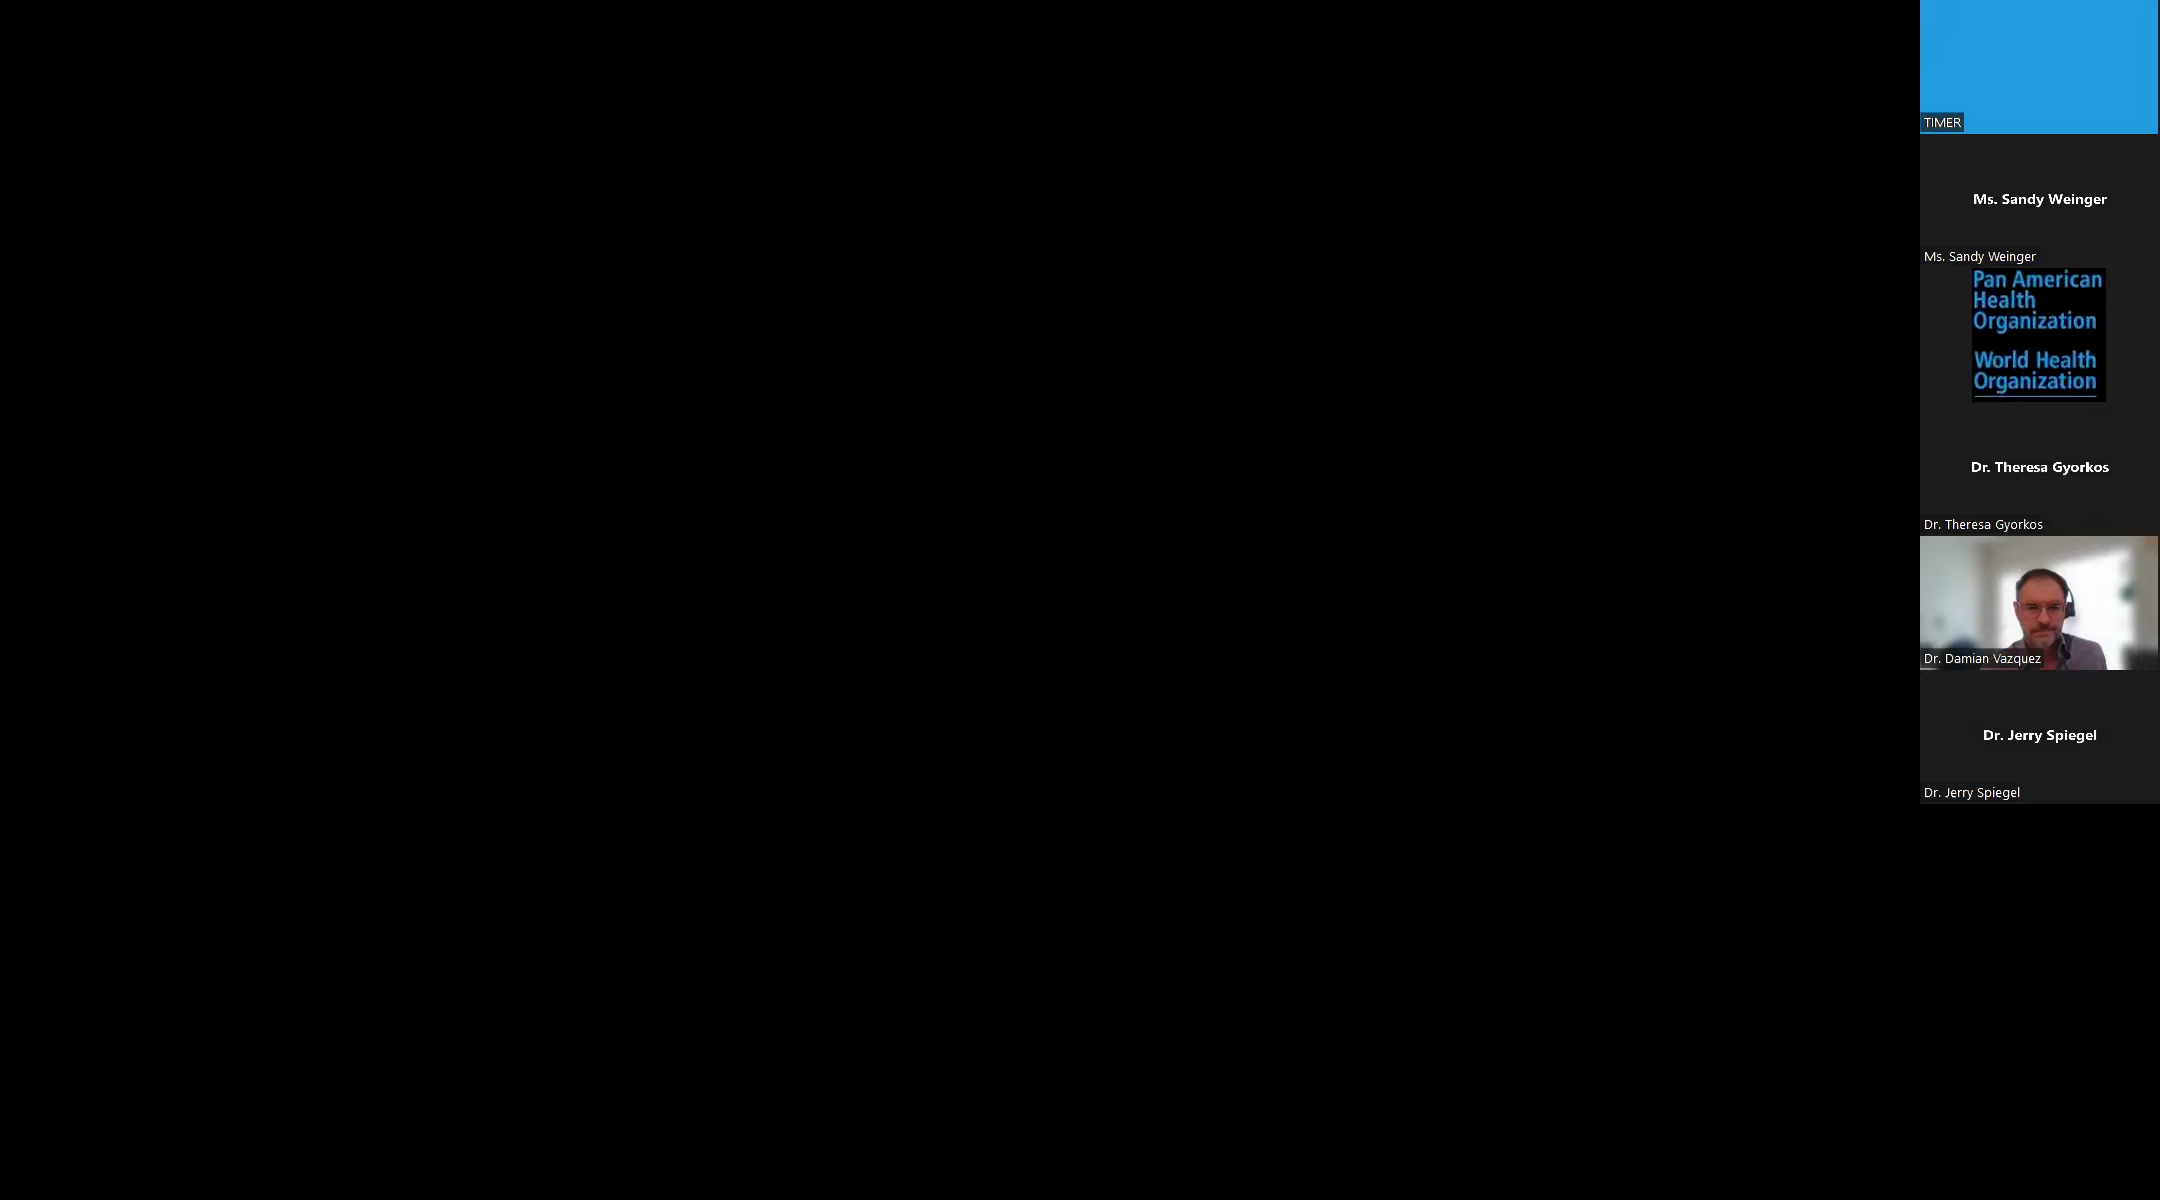 TIMER
Ms. Sandy Weinger
Ms. Sandy Weinger
Pan American
Health
Organization
World Health
Organization
Dr. Theresa Gyorkos
Dr. Theresa Gyorkos
Dr. Damian Vazquez
Dr. Jerry Spiegel
Dr. Jerry Spiegel